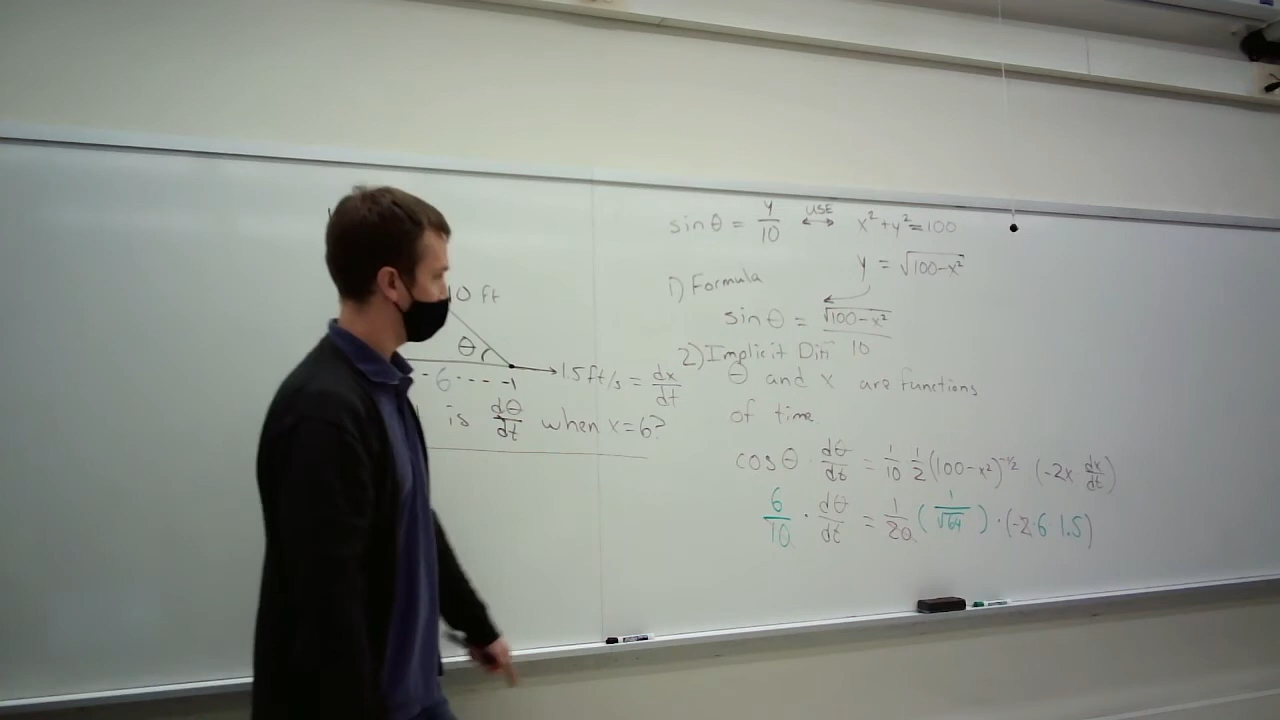 10 ft
θ
-6----
1.5 ft/s = dx/dt
is dθ/dt when x=6?
sinθ = y/10 USE ↔ x²+y²=100
y = √(100-x²)
1) Formula
sinθ = √(100-x²)/10
2) Implicit Diff
θ and x are functions
of time
cosθ · dθ/dt = 1/10 1/2 (100-x²)^(-1/2) (-2x dx/dt)
6/10 · dθ/dt = 1/20 (1/√64) · (-2·6·1.5)